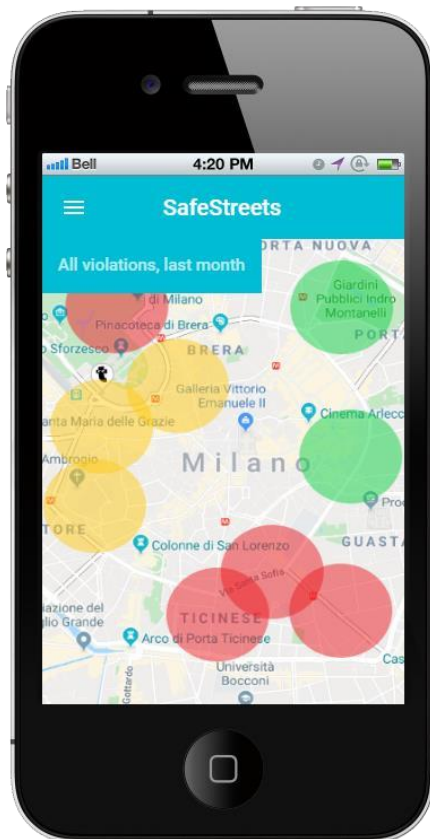 Bell
4:20 PM
SafeStreets
All violations, last month
ORTA NUOVA
di Milano
Giardini
Pubblici Indro
Montanelli
Pinacoteca di Brera
PORT
o Sforzesco
BRERA
Galleria Vittorio
Emanuele II
Cinema Arlecc
anta Maria delle Grazie
Milano
Ambrogio
Pro
TORE
Colonne di San Lorenzo
GUASTA
Via Santa Sofia
iazione del
glio Grande
TICINESE
Arco di Porta Ticinese
Università
Bocconi
Cas
Gottardo